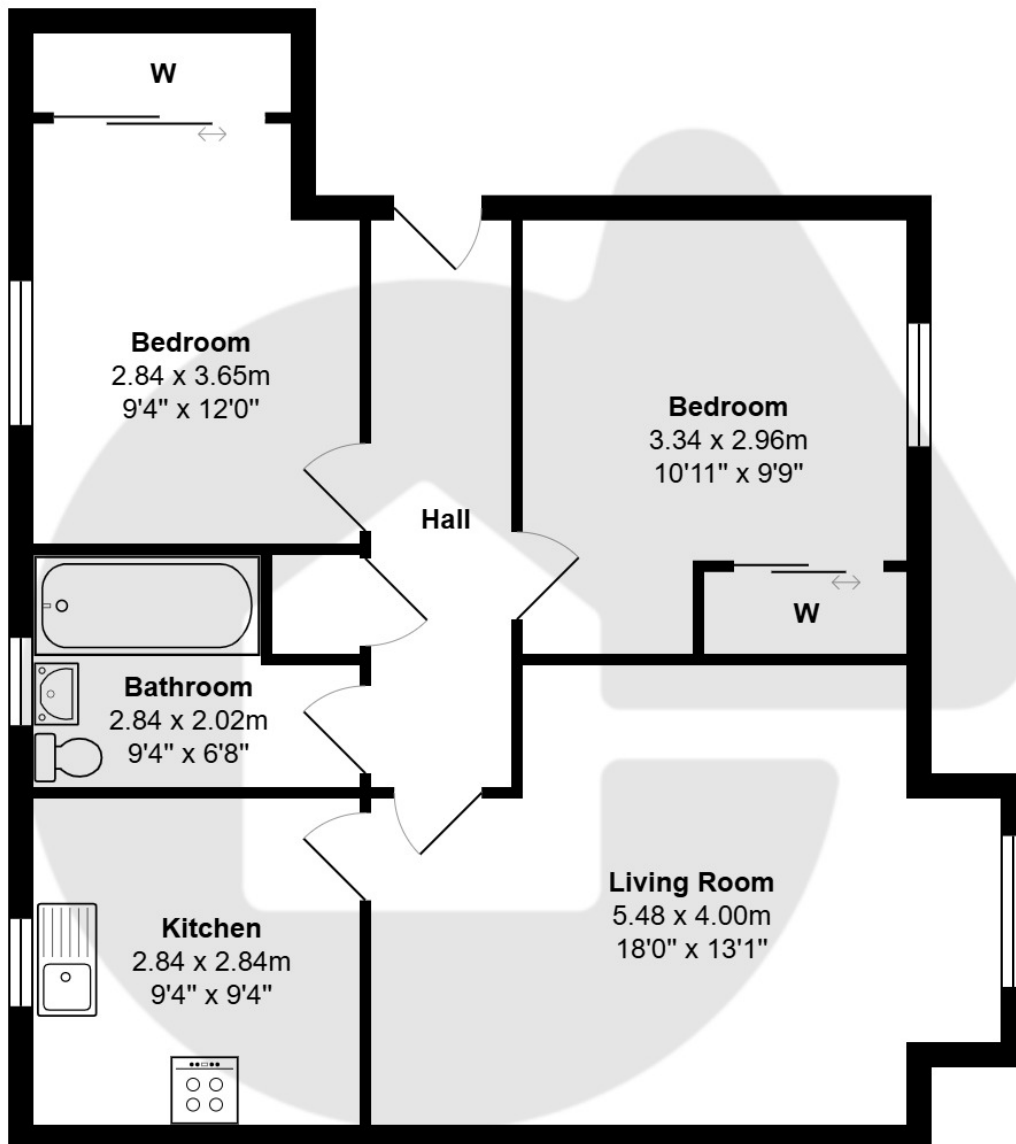 W
Bedroom
2.84 x 3.65m
9'4" x 12'0"
Bedroom
3.34 x 2.96m
10'11" x 9'9"
Hall
W
Bathroom
2.84 x 2.02m
9'4" x 6'8"
Living Room
5.48 x 4.00m
18'0" x 13'1"
Kitchen
2.84 x 2.84m
9'4" x 9'4"